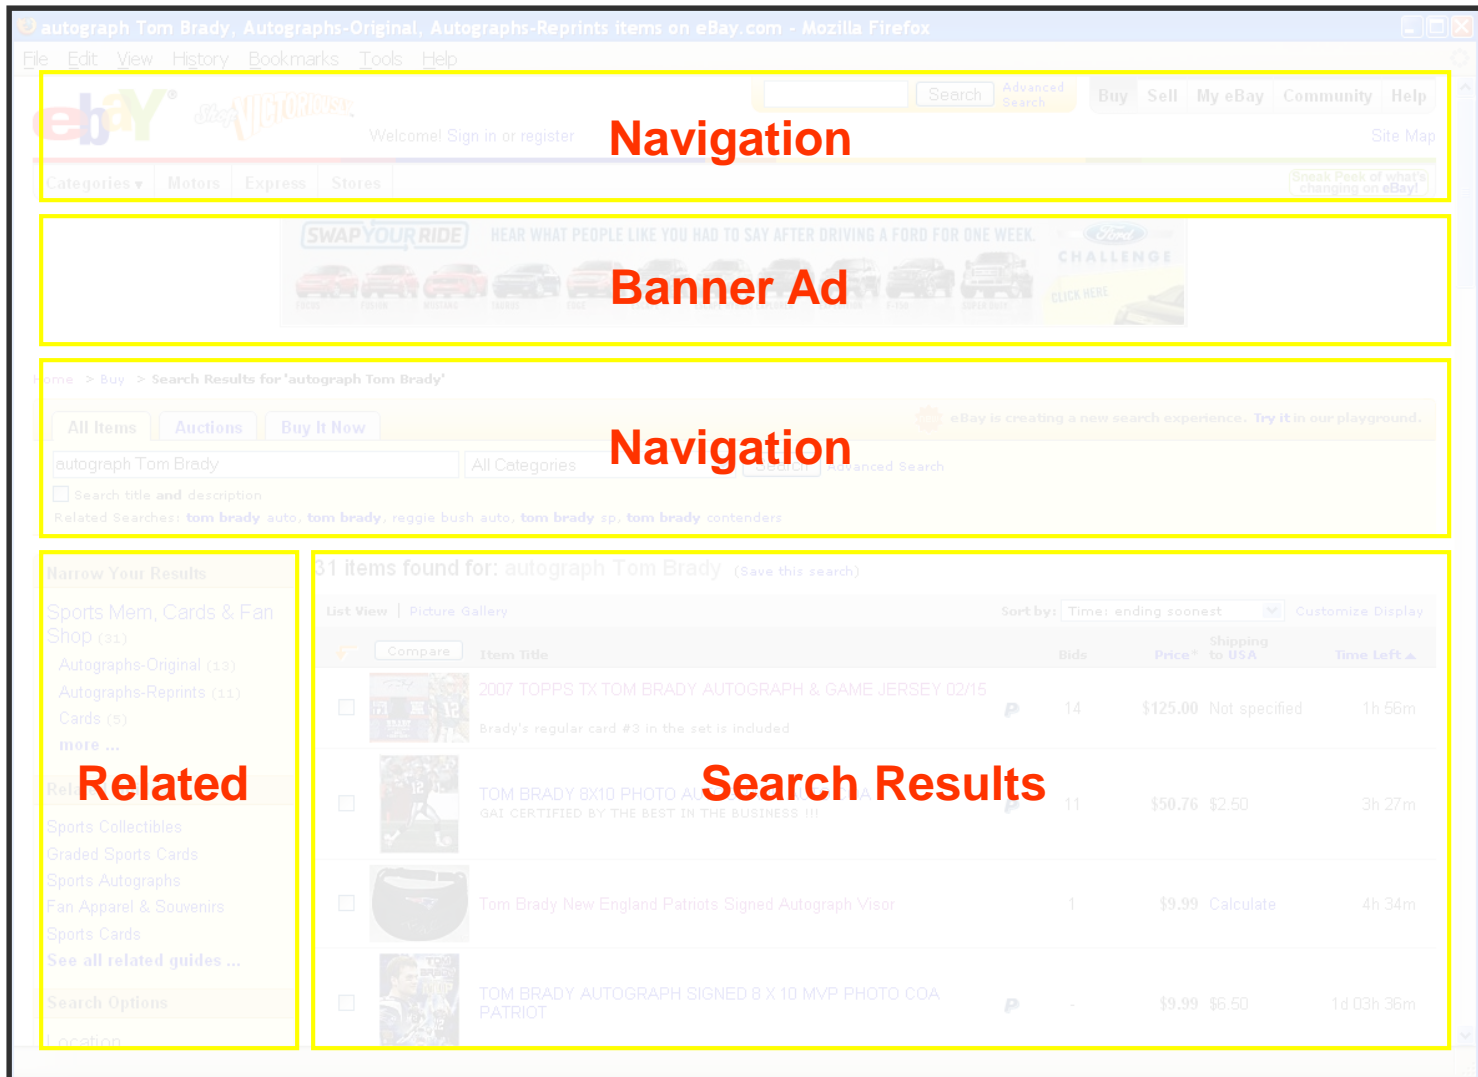 autograph Tom Brady, Autographs-Original, Autographs-Reprints items on eBay.com - Mozilla Firefox
File Edit View History Bookmarks Tools Help
ebaY® Shop VICTORIOUSLY
Search Advanced Search
Buy Sell My eBay Community Help
Welcome! Sign in or register
Navigation
Site Map
Categories Motors Express Stores
Sneak Peek of what's
changing on eBay!
SWAP YOUR RIDE HEAR WHAT PEOPLE LIKE YOU HAD TO SAY AFTER DRIVING A FORD FOR ONE WEEK.
Ford
CHALLENGE
Banner Ad
CLICK HERE
FOCUS FUSION MUSTANG TAURUS EDGE
Home > Buy > Search Results for 'autograph Tom Brady'
All Items Auctions Buy It Now
eBay is creating a new search experience. Try it in our playground.
Navigation
autograph Tom Brady All Categories Search Advanced Search
Search title and description
Related Searches: tom brady auto, tom brady, reggie bush auto, tom brady sp, tom brady contenders
Narrow Your Results
Sports Mem, Cards & Fan
Shop (31)
Autographs-Original (13)
Autographs-Reprints (11)
Cards (5)
more ...
Related
Sports Collectibles
Graded Sports Cards
Sports Autographs
Fan Apparel & Souvenirs
Sports Cards
See all related guides ...
Search Options
Location
31 items found for: autograph Tom Brady (Save this search)
List View | Picture Gallery Sort by: Time: ending soonest Customize Display
Compare Item Title Bids Price* Shipping to USA Time Left
2007 TOPPS TX TOM BRADY AUTOGRAPH & GAME JERSEY 02/15
Brady's regular card #3 in the set is included
14 $125.00 Not specified 1h 56m
Search Results
TOM BRADY 8X10 PHOTO
GAI CERTIFIED BY THE BEST IN THE BUSINESS !!!
11 $50.76 $2.50 3h 27m
Tom Brady New England Patriots Signed Autograph Visor 1 $9.99 Calculate 4h 34m
TOM BRADY AUTOGRAPH SIGNED 8 X 10 MVP PHOTO COA
PATRIOT
- $9.99 $6.50 1d 03h 36m